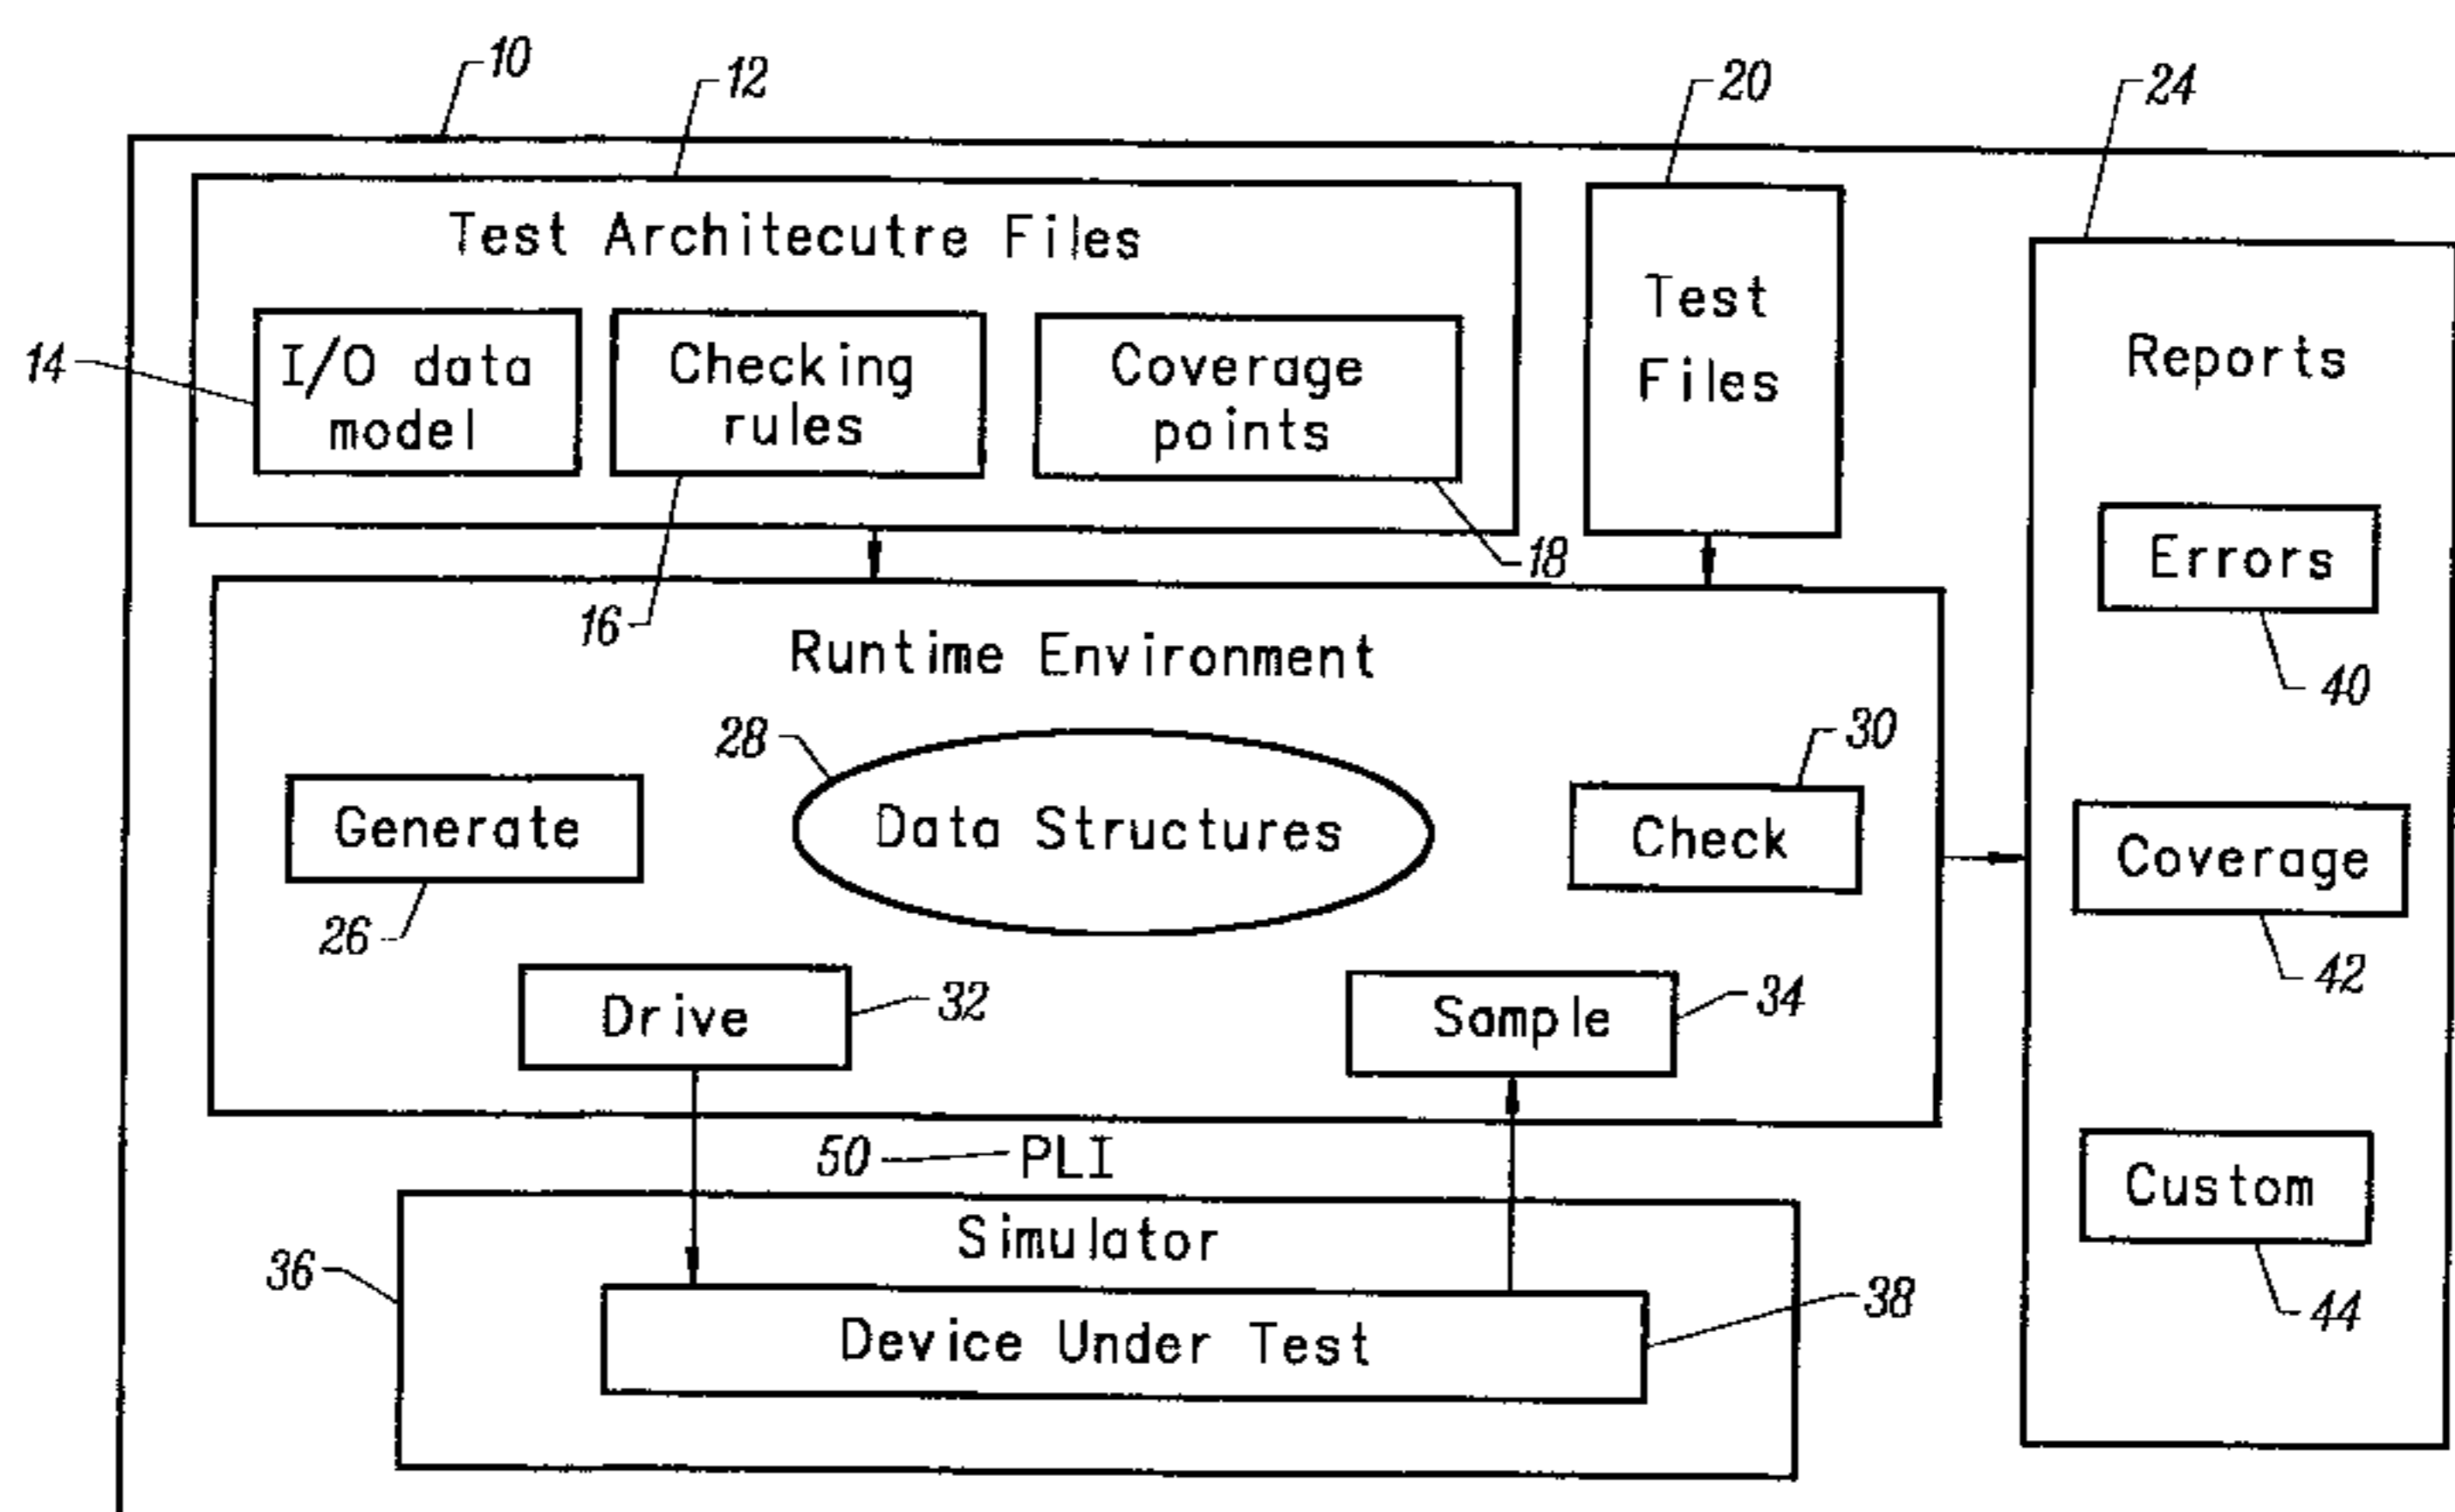 10
12
20
24
Test Architecutre Files
14
I/O data
model
Checking
rules
Coverage
points
16
18
Test
Files
Reports
Errors
40
Coverage
42
Custom
44
Runtime Environment
28
Data Structures
30
Generate
26
Check
Drive
32
Sample
34
50
PLI
Simulator
36
Device Under Test
38